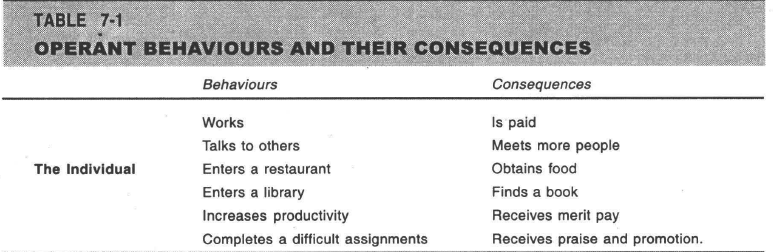 TABLE 7-1
OPERANT BEHAVIOURS AND THEIR CONSEQUENCES
Behaviours Consequences
Works Is paid
Talks to others Meets more people
The Individual Enters a restaurant Obtains food
Enters a library Finds a book
Increases productivity Receives merit pay
Completes a difficult assignments Receives praise and promotion.